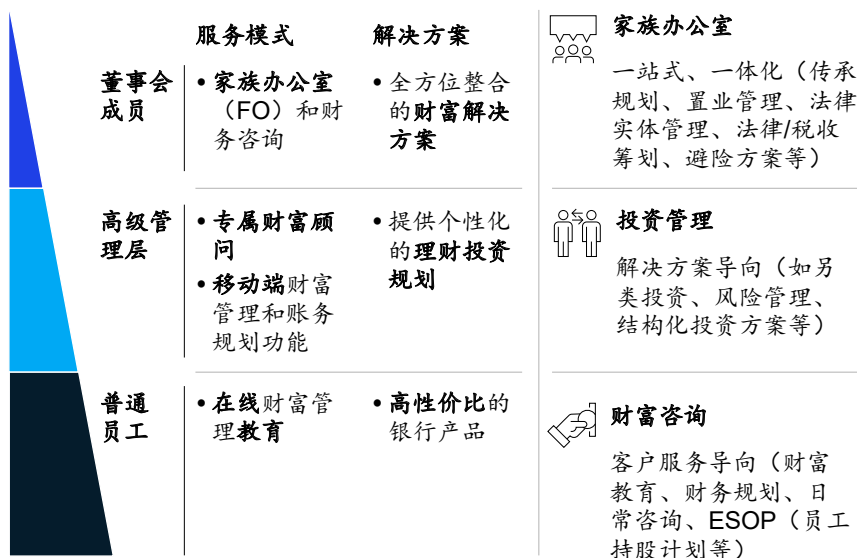 服务模式
解决方案
董事会
成员
• 家族办公室
（FO）和财
务咨询
• 全方位整合
的财富解决
方案
家族办公室
一站式、一体化（传承
规划、置业管理、法律
实体管理、法律/税收
筹划、避险方案等）
高级管
理层
• 专属财富顾
问
• 移动端财富
管理和账务
规划功能
• 提供个性化
的理财投资
规划
投资管理
解决方案导向（如另
类投资、风险管理、
结构化投资方案等）
普通
员工
• 在线财富管
理教育
• 高性价比的
银行产品
财富咨询
客户服务导向（财富
教育、财务规划、日
常咨询、ESOP（员工
持股计划等）